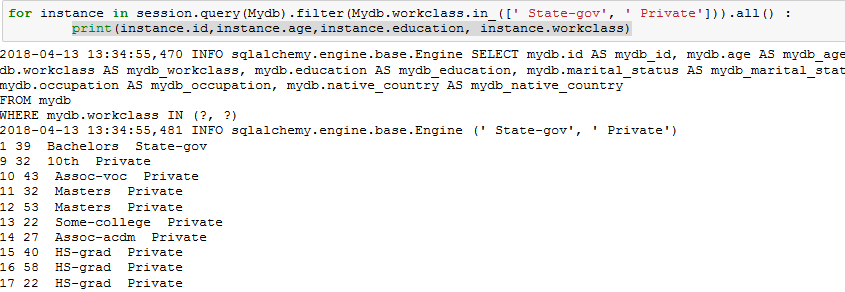 for instance in session.query(Mydb).filter(Mydb.workclass.in_([' State-gov', ' Private'])).all() :
        print(instance.id,instance.age,instance.education, instance.workclass)
2018-04-13 13:34:55,470 INFO sqlalchemy.engine.base.Engine SELECT mydb.id AS mydb_id, mydb.age AS mydb_age
db.workclass AS mydb_workclass, mydb.education AS mydb_education, mydb.marital_status AS mydb_marital_stat
mydb.occupation AS mydb_occupation, mydb.native_country AS mydb_native_country
FROM mydb
WHERE mydb.workclass IN (?, ?)
2018-04-13 13:34:55,481 INFO sqlalchemy.engine.base.Engine (' State-gov', ' Private')
1 39  Bachelors  State-gov
9 32  10th  Private
10 43  Assoc-voc  Private
11 32  Masters  Private
12 53  Masters  Private
13 22  Some-college  Private
14 27  Assoc-acdm  Private
15 40  HS-grad  Private
16 58  HS-grad  Private
17 22  HS-grad  Private